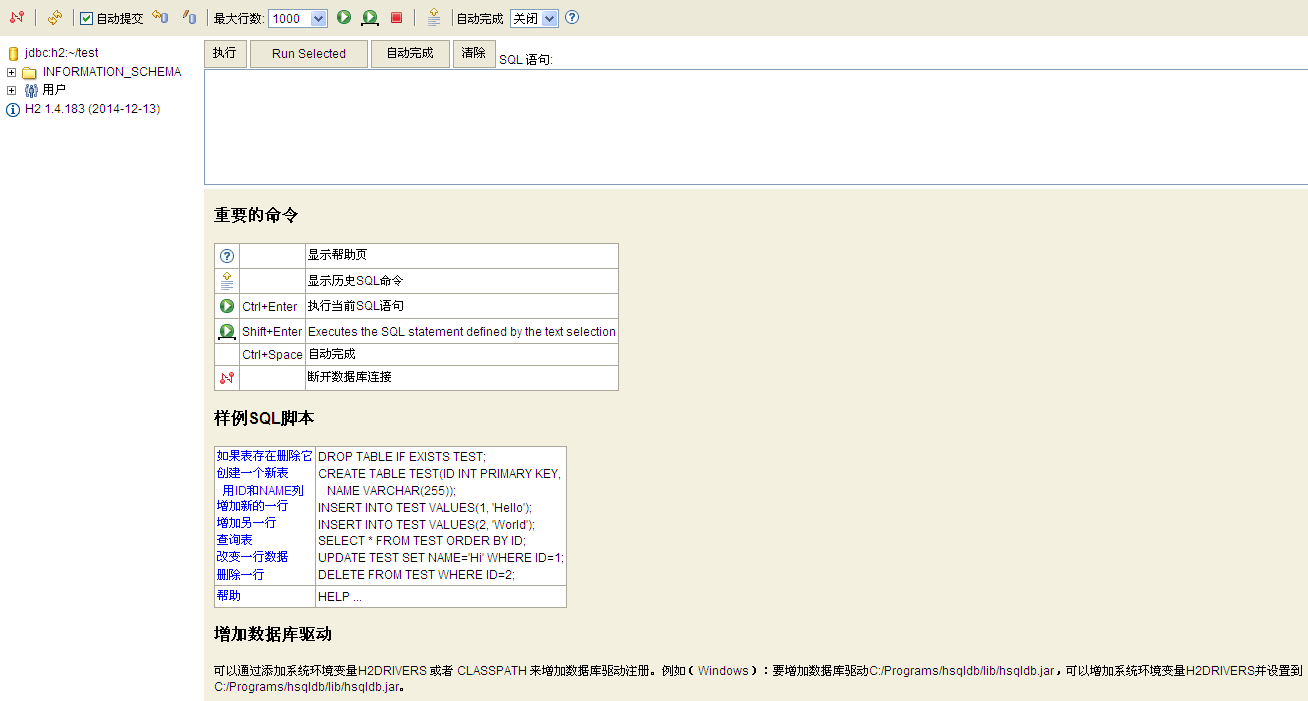 自动提交 最大行数: 1000 自动完成 关闭
jdbc:h2:~/test
INFORMATION_SCHEMA
用户
H2 1.4.183 (2014-12-13)
执行 Run Selected 自动完成 清除 SQL 语句:
重要的命令
显示帮助页
显示历史SQL命令
Ctrl+Enter 执行当前SQL语句
Shift+Enter Executes the SQL statement defined by the text selection
Ctrl+Space 自动完成
断开数据库连接
样例SQL脚本
如果表存在删除它 DROP TABLE IF EXISTS TEST;
创建一个新表 CREATE TABLE TEST(ID INT PRIMARY KEY,
用ID和NAME列 NAME VARCHAR(255));
增加新的一行 INSERT INTO TEST VALUES(1, 'Hello');
增加另一行 INSERT INTO TEST VALUES(2, 'World');
查询表 SELECT * FROM TEST ORDER BY ID;
改变一行数据 UPDATE TEST SET NAME='Hi' WHERE ID=1;
删除一行 DELETE FROM TEST WHERE ID=2;
帮助 HELP ...
增加数据库驱动
可以通过添加系统环境变量H2DRIVERS 或者 CLASSPATH 来增加数据库驱动注册。例如（Windows）：要增加数据库驱动C:/Programs/hsqldb/lib/hsqldb.jar，可以增加系统环境变量H2DRIVERS并设置到
C:/Programs/hsqldb/lib/hsqldb.jar。